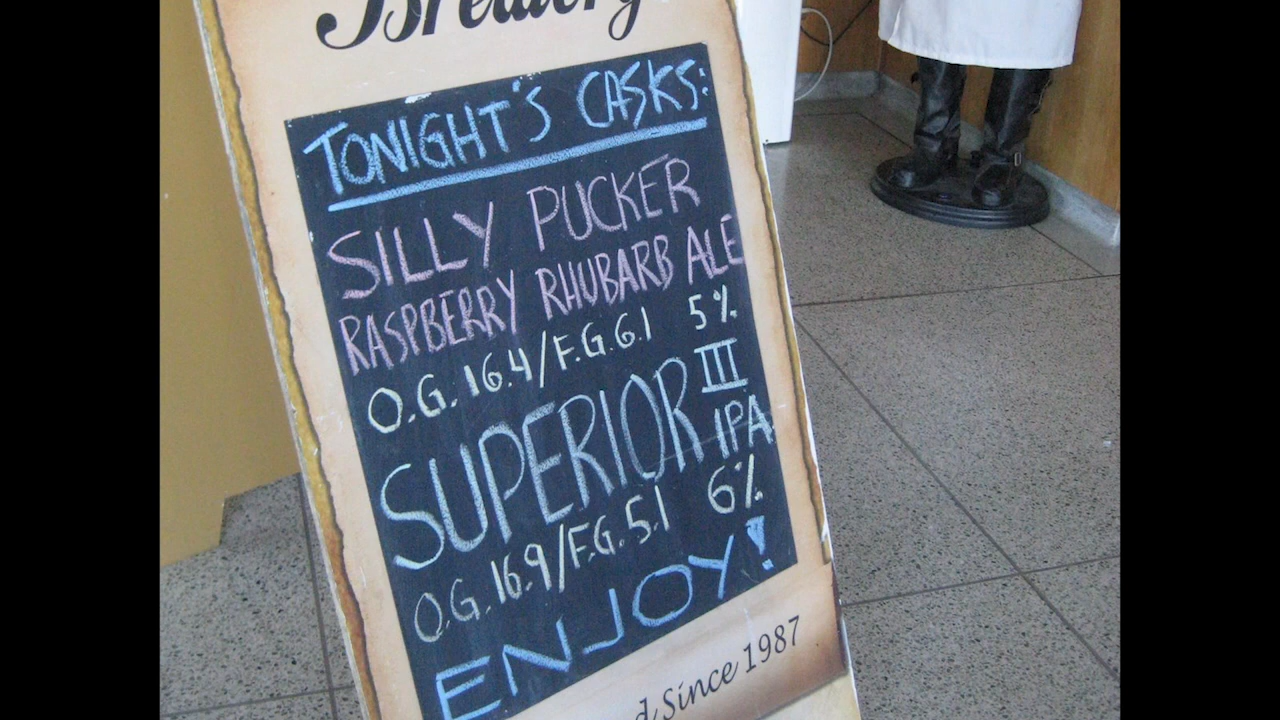 Brewery
TONIGHT'S CASKS:
SILLY PUCKER
RASPBERRY RHUBARB ALE
O.G. 16.4/F.G. 6.1 5%
SUPERIOR III IPA
O.G. 16.9/F.G. 5.1 6%
ENJOY!
Since 1987